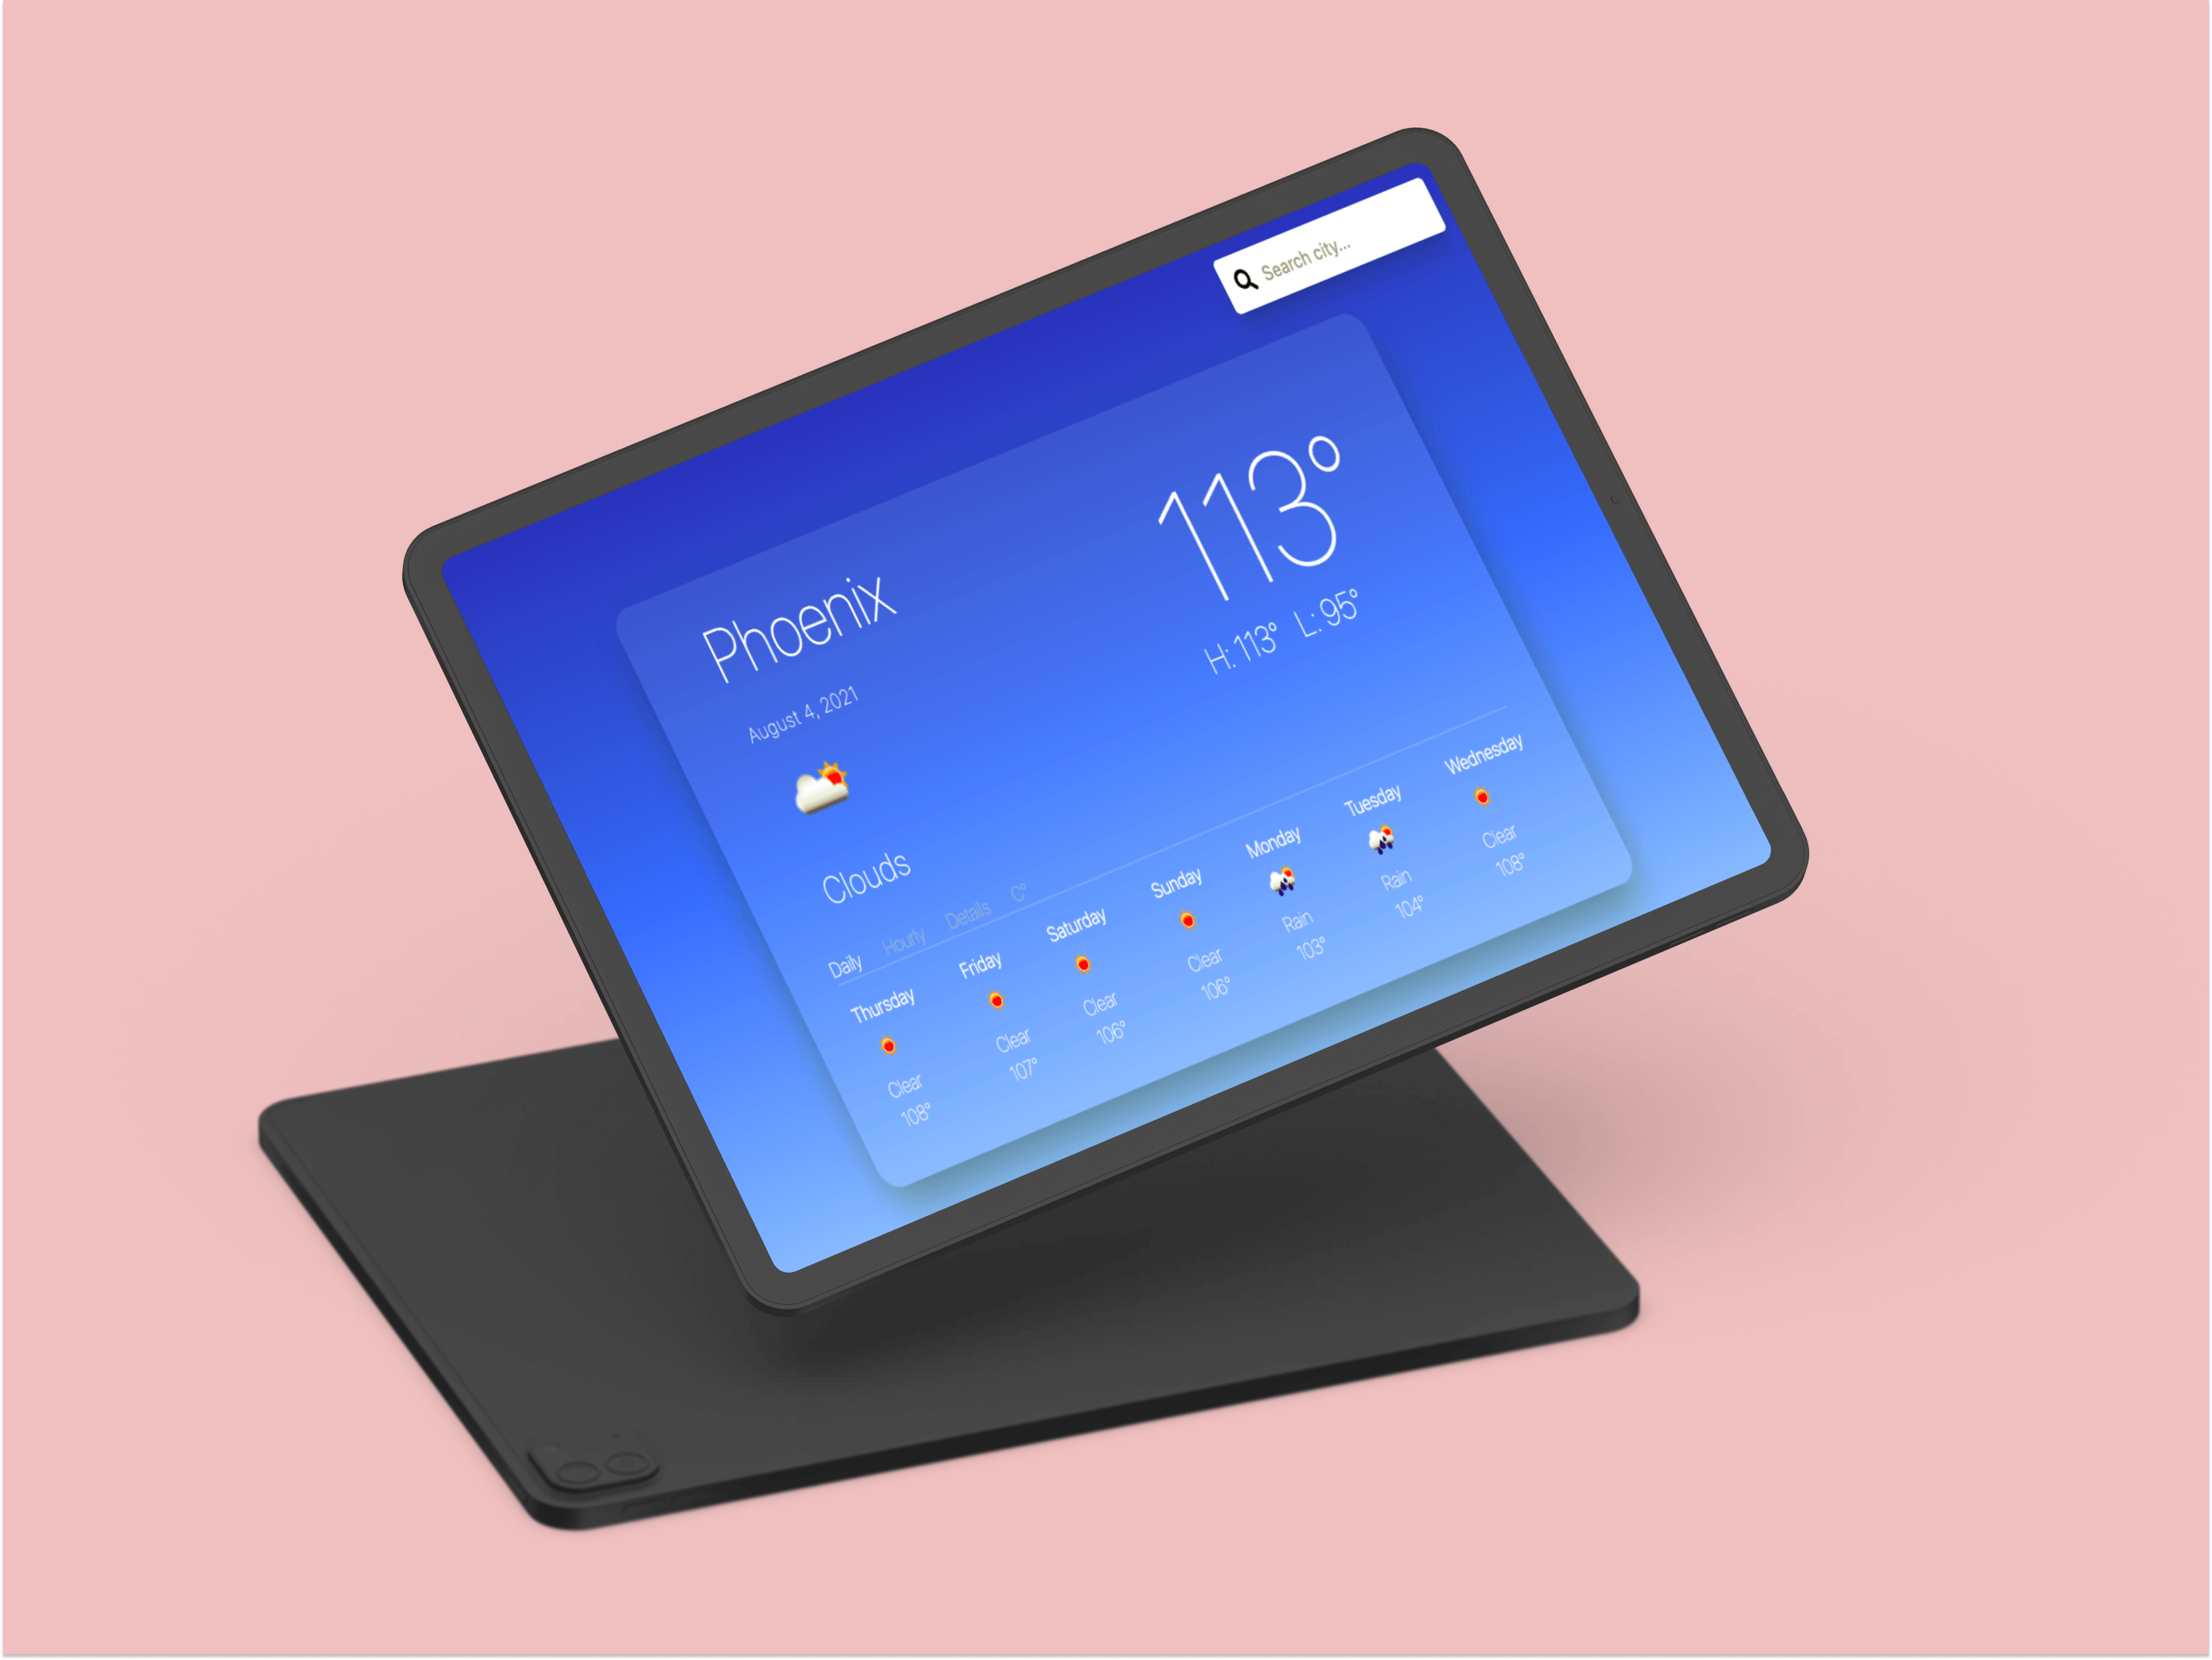 Search city...
Phoenix
113°
August 4, 2021
H: 113° L: 95°
Clouds
Daily Hourly Details C°
Thursday Friday Saturday Sunday Monday Tuesday Wednesday
Clear Clear Clear Clear Rain Rain Clear
108° 107° 106° 106° 103° 104° 108°